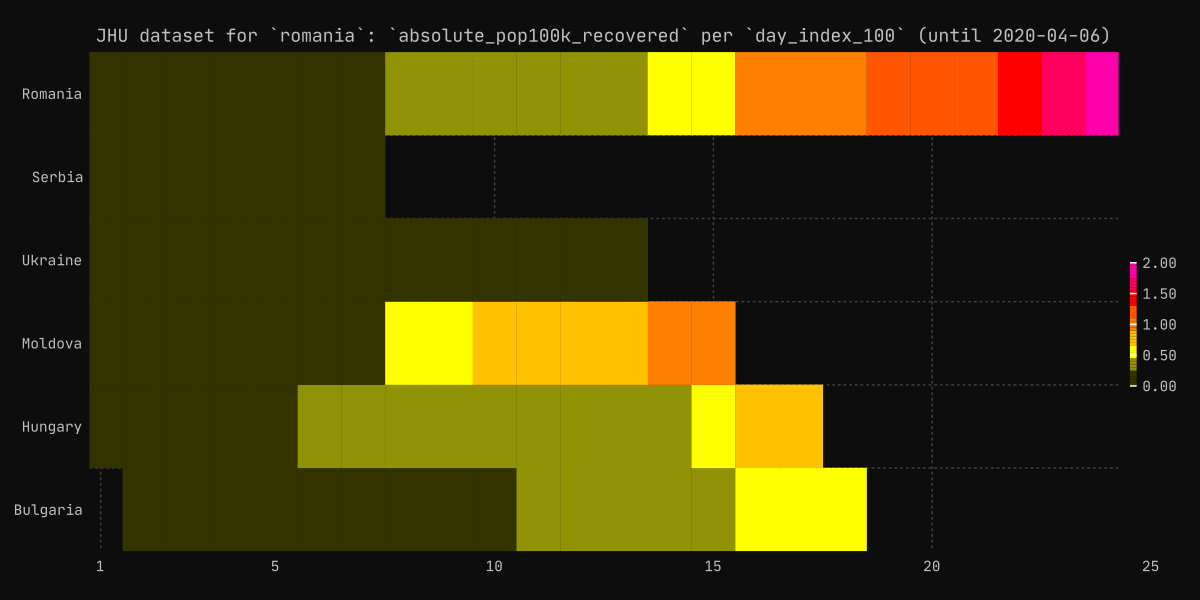 JHU dataset for `romania`: `absolute_pop100k_recovered` per `day_index_100` (until 2020-04-06)
Romania
Serbia
Ukraine
Moldova
Hungary
Bulgaria
2.00
1.50
1.00
0.50
0.00
1 5 10 15 20 25